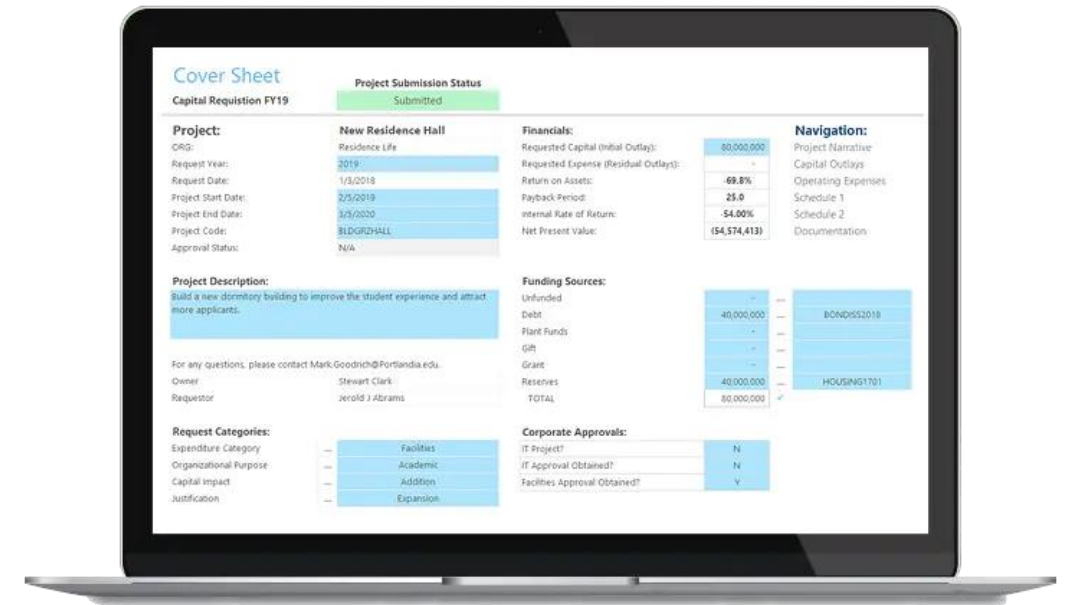 Cover Sheet
Project Submission Status
Capital Requistion FY19
Submitted
Project:
New Residence Hall
ORG:
Residence Life
Request Year:
2019
Request Date:
1/3/2018
Project Start Date:
2/5/2019
Project End Date:
3/5/2020
Project Code:
BLDGRZHALL
Approval Status:
N/A
Financials:
Requested Capital (Initial Outlay):
80,000,000
Requested Expense (Residual Outlays):
-
Return on Assets:
-69.8%
Payback Period:
25.0
Internal Rate of Return:
-54.00%
Net Present Value:
(54,574,413)
Navigation:
Project Narrative
Capital Outlays
Operating Expenses
Schedule 1
Schedule 2
Documentation
Project Description:
Build a new dormitory building to improve the student experience and attract
more applicants.
For any questions, please contact Mark.Goodrich@Portlandia.edu.
Owner
Stewart Clark
Requestor
Jerold J Abrams
Funding Sources:
Unfunded
- ...
Debt
40,000,000 ... BONDISS2018
Plant Funds
- ...
Gift
- ...
Grant
- ...
Reserves
40,000,000 ... HOUSING1701
TOTAL
80,000,000 ✓
Request Categories:
Expenditure Category ... Facilities
Organizational Purpose ... Academic
Capital Impact ... Addition
Justification ... Expansion
Corporate Approvals:
IT Project? N
IT Approval Obtained? N
Facilities Approval Obtained? Y